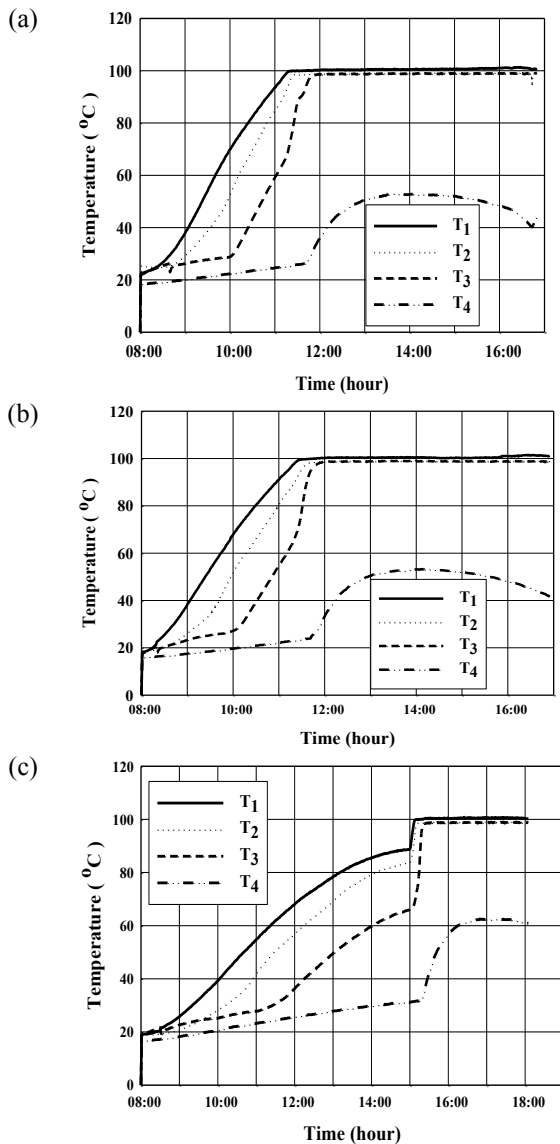 (a)
120
100
80
60
40
20
0
Temperature ( ᴼC )
T1
T2
T3
T4
08:00 10:00 12:00 14:00 16:00
Time (hour)
(b)
120
100
80
60
40
20
0
Temperature ( ᴼC )
T1
T2
T3
T4
08:00 10:00 12:00 14:00 16:00
Time (hour)
(c)
120
100
80
60
40
20
0
Temperature ( ᴼC )
T1
T2
T3
T4
08:00 10:00 12:00 14:00 16:00 18:00
Time (hour)